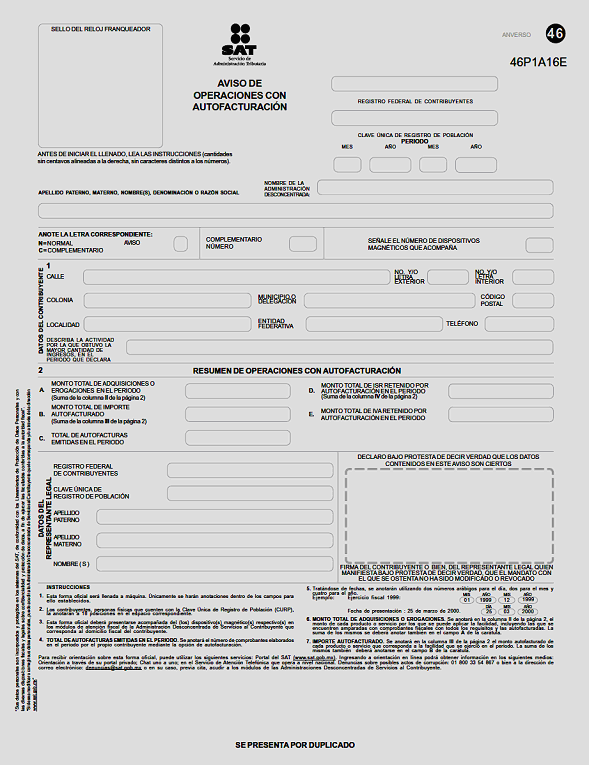 SELLO DEL RELOJ FRANQUEADOR
SAT
Servicio de
Administración Tributaria
AVISO DE
OPERACIONES CON
AUTOFACTURACIÓN
ANVERSO
46
46P1A16E
REGISTRO FEDERAL DE CONTRIBUYENTES
CLAVE ÚNICA DE REGISTRO DE POBLACIÓN
PERIODO
MES AÑO MES AÑO
ANTES DE INICIAR EL LLENADO, LEA LAS INSTRUCCIONES (cantidades
sin centavos alineadas a la derecha, sin caracteres distintos a los números).
NOMBRE DE LA
ADMINISTRACIÓN
DESCONCENTRADA:
APELLIDO PATERNO, MATERNO, NOMBRE(S), DENOMINACIÓN O RAZÓN SOCIAL
ANOTE LA LETRA CORRESPONDIENTE:
N=NORMAL AVISO
C=COMPLEMENTARIO
COMPLEMENTARIO
NÚMERO
SEÑALE EL NÚMERO DE DISPOSITIVOS
MAGNÉTICOS QUE ACOMPAÑA
DATOS DEL CONTRIBUYENTE
1
CALLE
NO. Y/O
LETRA
EXTERIOR
NO. Y/O
LETRA
INTERIOR
COLONIA
MUNICIPIO O
DELEGACIÓN
CÓDIGO
POSTAL
LOCALIDAD
ENTIDAD
FEDERATIVA
TELÉFONO
DESCRIBA LA ACTIVIDAD
POR LA QUE OBTUVO LA
MAYOR CANTIDAD DE
INGRESOS, EN EL
PERIODO QUE DECLARA
2 RESUMEN DE OPERACIONES CON AUTOFACTURACIÓN
A MONTO TOTAL DE ADQUISICIONES O
EROGACIONES EN EL PERIODO
(Suma de la columna II de la página 2)
B. MONTO TOTAL DE IMPORTE
AUTOFACTURADO
(Suma de la columna III de la página 2)
C. TOTAL DE AUTOFACTURAS
EMITIDAS EN EL PERIODO
D. MONTO TOTAL DE ISR RETENIDO POR
AUTOFACTURACIÓN EN EL PERIODO
(Suma de la columna IV de la página 2)
E. MONTO TOTAL DE IVA RETENIDO POR
AUTOFACTURACIÓN EN EL PERIODO
DATOS DEL
REPRESENTANTE LEGAL
REGISTRO FEDERAL
DE CONTRIBUYENTES
CLAVE ÚNICA DE
REGISTRO DE POBLACIÓN
APELLIDO
PATERNO
APELLIDO
MATERNO
NOMBRE ( S )
DECLARO BAJO PROTESTA DE DECIR VERDAD QUE LOS DATOS
CONTENIDOS EN ESTE AVISO SON CIERTOS
FIRMA DEL CONTRIBUYENTE O BIEN, DEL REPRESENTANTE LEGAL QUIEN
MANIFIESTA BAJO PROTESTA DE DECIR VERDAD, QUE EL MANDATO CON
EL QUE SE OSTENTA NO HA SIDO MODIFICADO O REVOCADO
INSTRUCCIONES
1. Esta forma oficial será llenada a máquina. Únicamente se harán anotaciones dentro de los campos para
ello establecidos.
2. Los contribuyentes, personas físicas que cuenten con la Clave Única de Registro de Población (CURP),
la anotarán a 18 posiciones en el espacio correspondiente.
3. Esta forma oficial deberá presentarse acompañada del (los) dispositivo(s) magnético(s) respectivo(s) en
los módulos de atención fiscal de la Administración Desconcentrada de Servicios al Contribuyente que
corresponda al domicilio fiscal del contribuyente.
4. TOTAL DE AUTOFACTURAS EMITIDAS EN EL PERIODO. Se anotará el número de comprobantes elaborados
en el periodo por el propio contribuyente mediante la opción de autofacturación.
5. Tratándose de fechas, se anotarán utilizando dos números arábigos para el día, dos para el mes y
cuatro para el año.
Ejemplo: Ejercicio fiscal 1999:
MES AÑO MES AÑO
01 1999 12 1999
DÍA MES AÑO
Fecha de presentación : 25 de marzo de 2000. 25 03 2000
6. MONTO TOTAL DE ADQUISICIONES O EROGACIONES. Se anotará en la columna II de la página 2, el
monto de cada producto o servicio por los que se puede aplicar la facilidad, incluyendo las que se
encuentren amparadas con comprobantes fiscales con todos los requisitos y las autofacturadas. La
suma de los mismos se deberá anotar también en el campo A de la carátula.
7. IMPORTE AUTOFACTURADO. Se anotará en la columna III de la página 2 el monto autofacturado de
cada producto o servicio que corresponda a la facilidad que se ejerció en el periodo. La suma de los
mismos también deberá anotarse en el campo B de la carátula.
Para recibir orientación sobre esta forma oficial, puede utilizar los siguientes servicios: Portal del SAT (www.sat.gob.mx). Ingresando a orientación en línea podrá obtener información en los siguientes medios:
Orientación a través de su portal privado; Chat uno a uno; en el Servicio de Atención Telefónica que opera a nivel nacional. Denuncias sobre posibles actos de corrupción: 01 800 33 54 867 o bien a la dirección de
correo electrónico: denuncias@sat.gob.mx o en su caso, previa cita, acudir a los módulos de las Administraciones Desconcentradas de Servicios al Contribuyente.
SE PRESENTA POR DUPLICADO